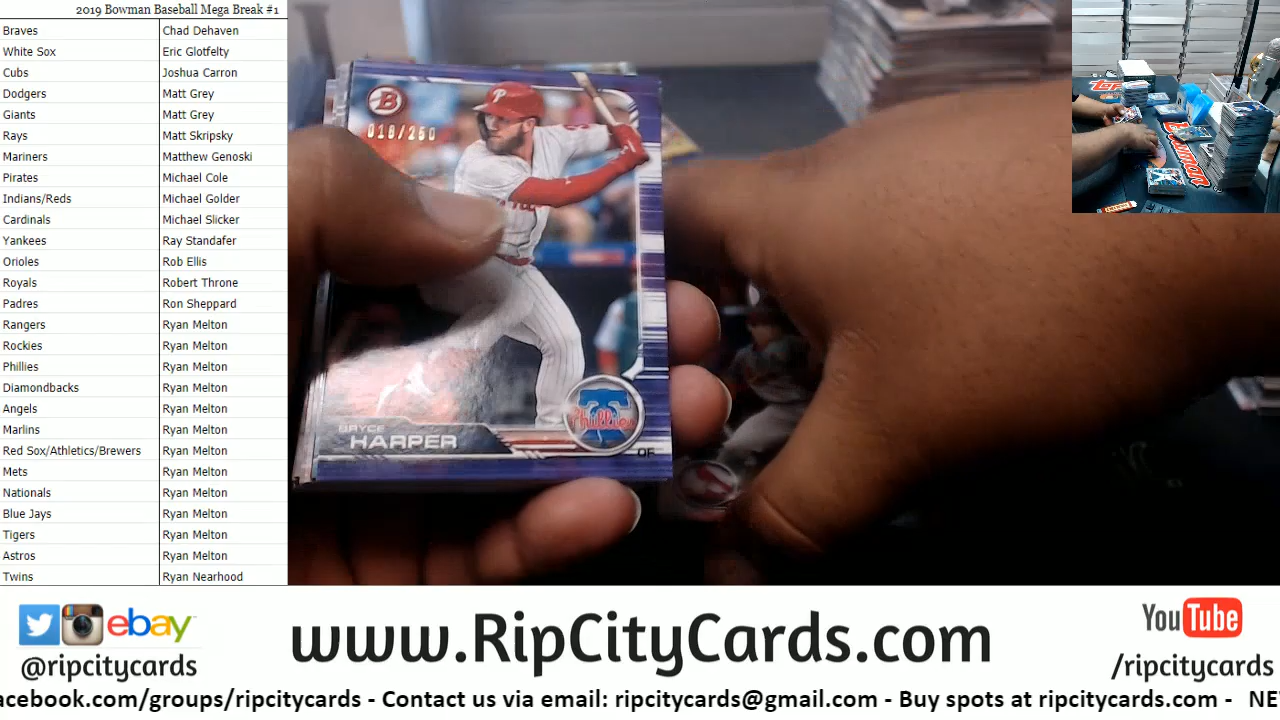 2019 Bowman Baseball Mega Break #1
Braves Chad Dehaven
White Sox Eric Glotfelty
Cubs Joshua Carron
Dodgers Matt Grey
Giants Matt Grey
Rays Matt Skripsky
Mariners Matthew Genoski
Pirates Michael Cole
Indians/Reds Michael Golder
Cardinals Michael Slicker
Yankees Ray Standafer
Orioles Rob Ellis
Royals Robert Throne
Padres Ron Sheppard
Rangers Ryan Melton
Rockies Ryan Melton
Phillies Ryan Melton
Diamondbacks Ryan Melton
Angels Ryan Melton
Marlins Ryan Melton
Red Sox/Athletics/Brewers Ryan Melton
Mets Ryan Melton
Nationals Ryan Melton
Blue Jays Ryan Melton
Tigers Ryan Melton
Astros Ryan Melton
Twins Ryan Nearhood
B
P
BRYCE
HARPER
Phillies
OF
BOWMAN
ebay
@ripcitycards
www.RipCityCards.com
YouTube
/ripcitycards
acebook.com/groups/ripcitycards - Contact us via email: ripcitycards@gmail.com - Buy spots at ripcitycards.com - NE